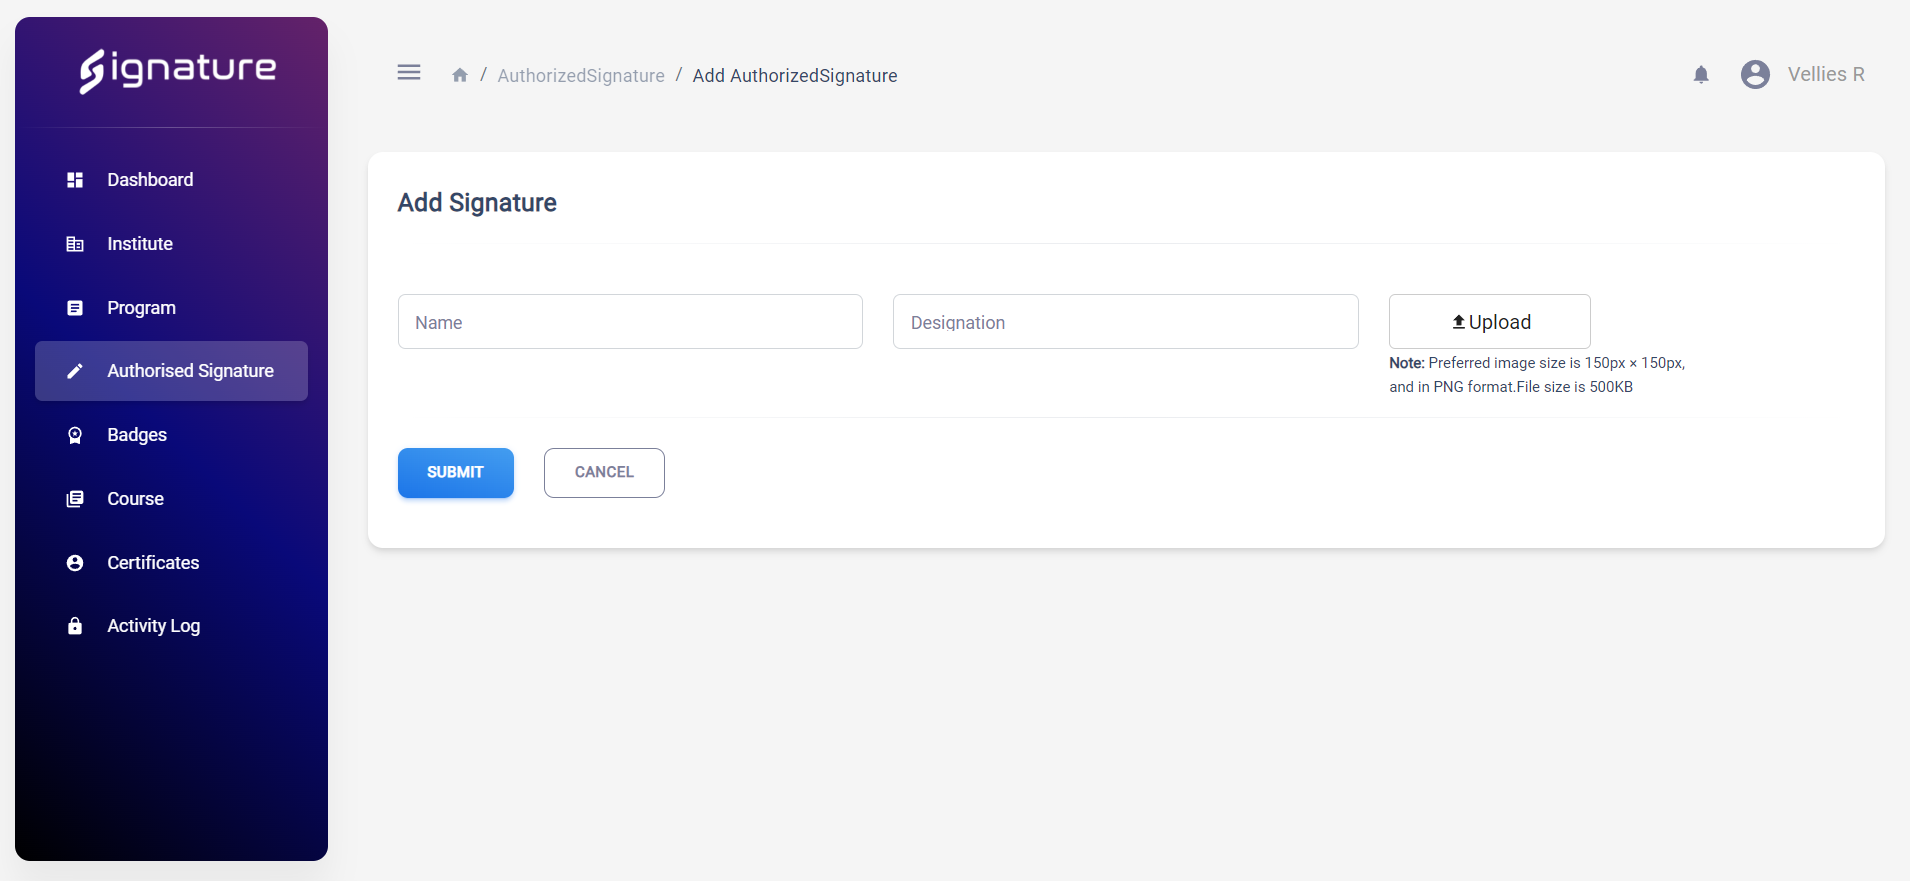 Signature
Dashboard
Institute
Program
Authorised Signature
Badges
Course
Certificates
Activity Log
/ AuthorizedSignature / Add AuthorizedSignature
Vellies R
Add Signature
Name
Designation
Upload
Note: Preferred image size is 150px × 150px,
and in PNG format.File size is 500KB
SUBMIT
CANCEL